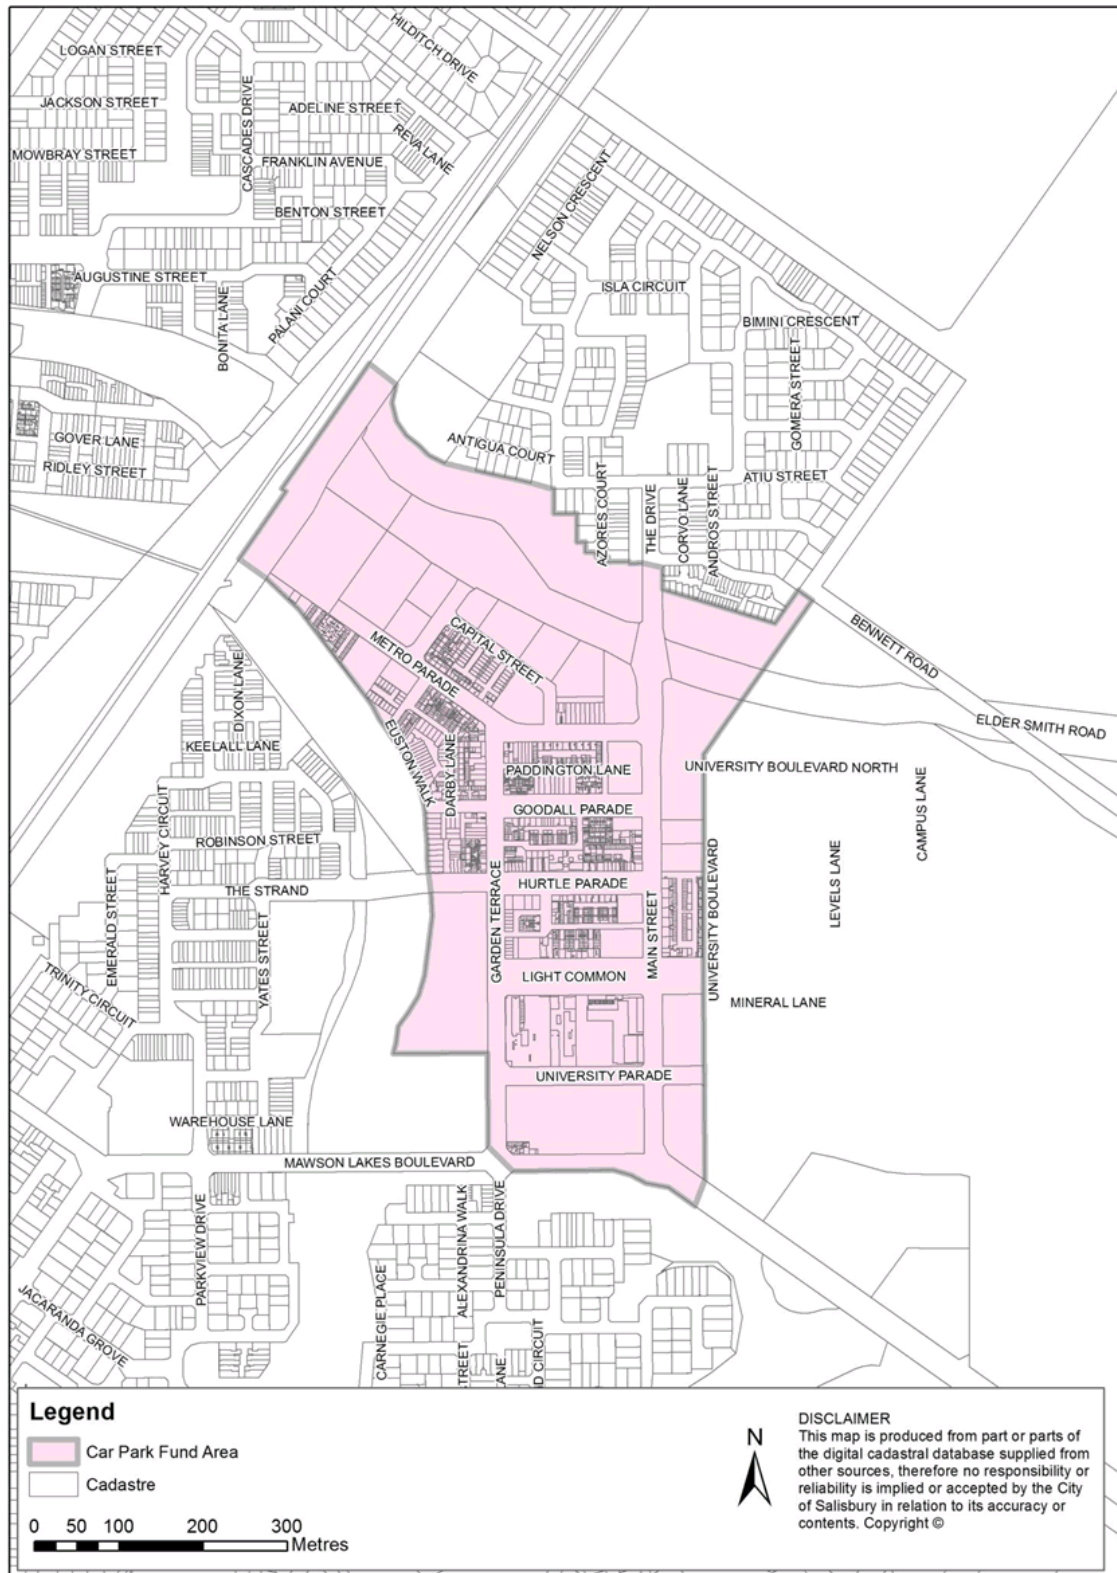 HILDITCH DRIVE
LOGAN STREET
CASCADES DRIVE
JACKSON STREET
ADELINE STREET
REVA LANE
MOWBRAY STREET
FRANKLIN AVENUE
NELSON CRESCENT
BENTON STREET
AUGUSTINE STREET
PALANI COURT
BONITA LANE
ISLA CIRCUIT
BIMINI CRESCENT
GOMERA STREET
GOVER LANE
RIDLEY STREET
ANTIGUA COURT
AZORES COURT
THE DRIVE
CORVO LANE
ANDROS STREET
ATIU STREET
BENNETT ROAD
CAPITAL STREET
METRO PARADE
DIXON LANE
KEELALL LANE
EUSTON WALK
DARBY LANE
ELDER SMITH ROAD
PADDINGTON LANE
UNIVERSITY BOULEVARD NORTH
CAMPUS LANE
GOODALL PARADE
HARVEY CIRCUIT
ROBINSON STREET
LEVELS LANE
THE STRAND
HURTLE PARADE
EMERALD STREET
YATES STREET
GARDEN TERRACE
MAIN STREET
UNIVERSITY BOULEVARD
TRINITY CIRCUIT
LIGHT COMMON
MINERAL LANE
UNIVERSITY PARADE
WAREHOUSE LANE
MAWSON LAKES BOULEVARD
PARKVIEW DRIVE
ALEXANDRINA WALK
PENINSULA DRIVE
CARNEGIE PLACE
JACARANDA GROVE
TREET
ANE
ND CIRCUIT
Legend
Car Park Fund Area
Cadastre
0 50 100 200 300
Metres
N
DISCLAIMER
This map is produced from part or parts of
the digital cadastral database supplied from
other sources, therefore no responsibility or
reliability is implied or accepted by the City
of Salisbury in relation to its accuracy or
contents. Copyright ©